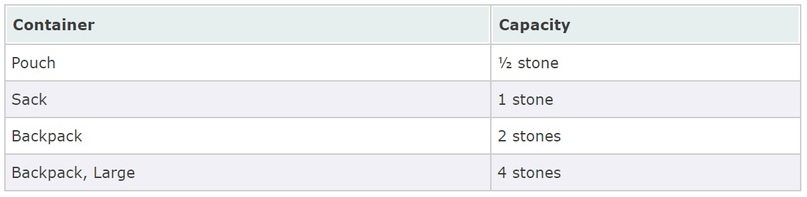 Container Capacity
Pouch ½ stone
Sack 1 stone
Backpack 2 stones
Backpack, Large 4 stones